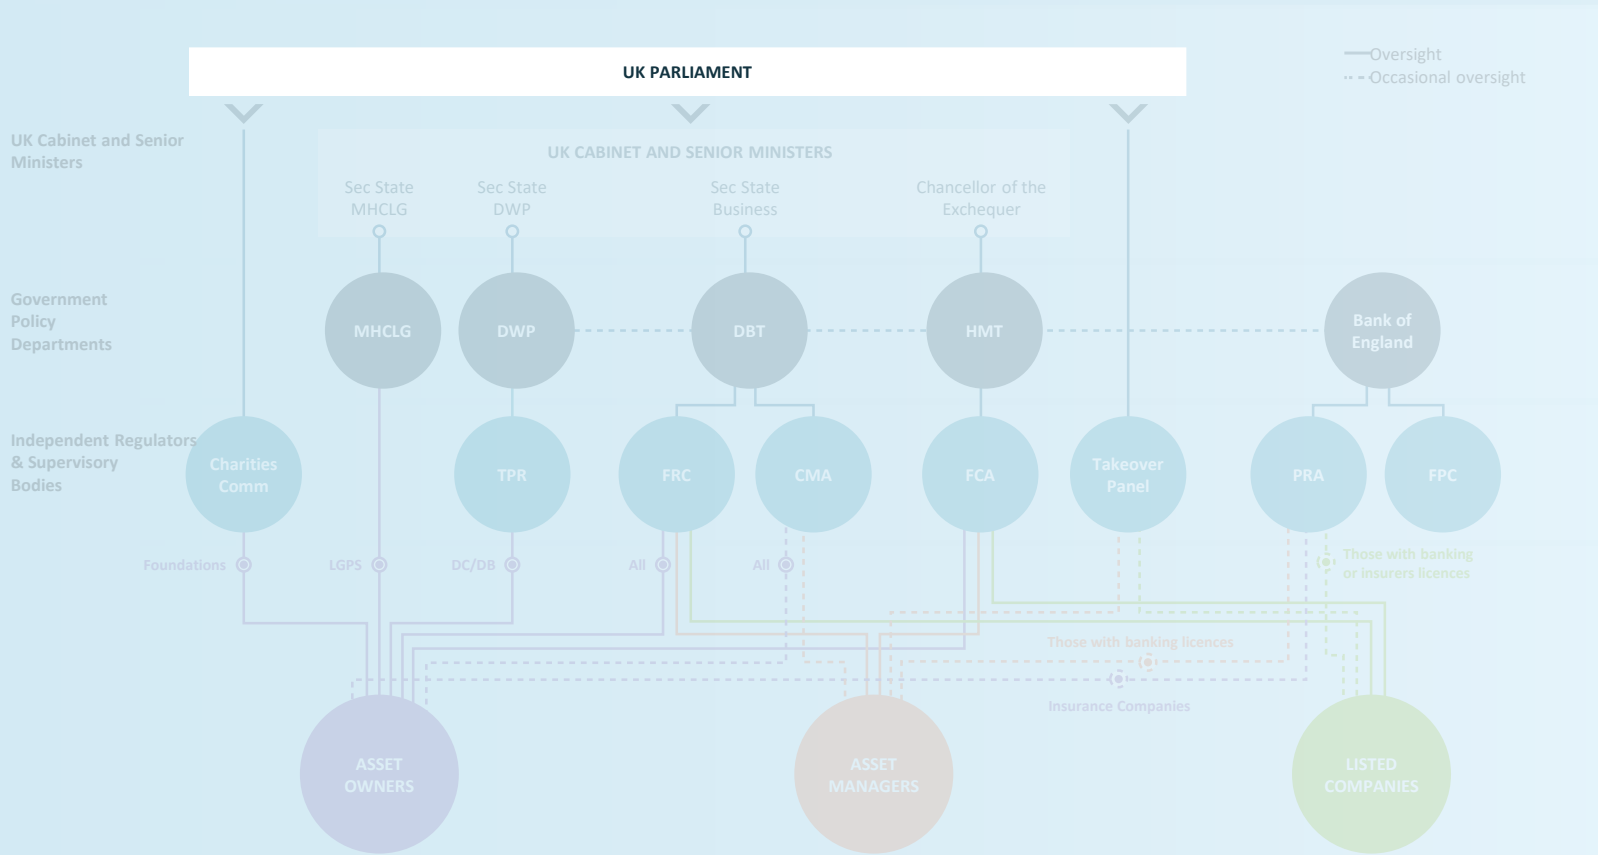 UK PARLIAMENT
Oversight
Occasional oversight
UK Cabinet and Senior
Ministers
UK CABINET AND SENIOR MINISTERS
Sec State
MHCLG
Sec State
DWP
Sec State
Business
Chancellor of the
Exchequer
Government
Policy
Departments
MHCLG
DWP
DBT
HMT
Bank of
England
Independent Regulators
& Supervisory
Bodies
Charities
Comm
TPR
FRC
CMA
FCA
Takeover
Panel
PRA
FPC
Foundations
LGPS
DC/DB
All
All
Those with banking
or insurers licences
Those with banking licences
Insurance Companies
ASSET
OWNERS
ASSET
MANAGERS
LISTED
COMPANIES